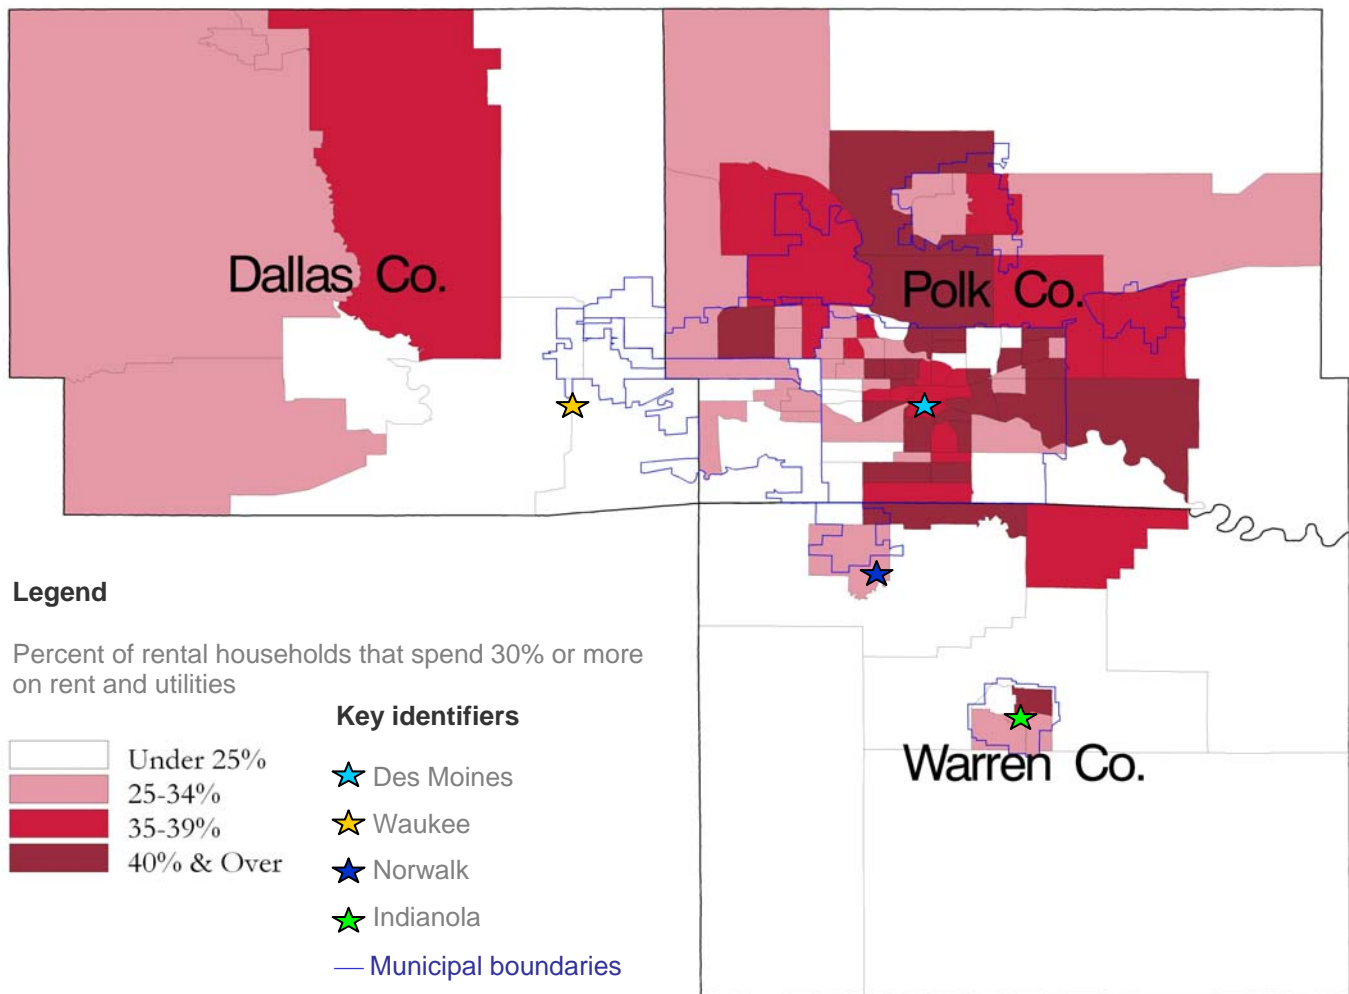 Dallas Co.
Polk Co.
Warren Co.
Legend
Percent of rental households that spend 30% or more
on rent and utilities
Under 25%
25-34%
35-39%
40% & Over
Key identifiers
Des Moines
Waukee
Norwalk
Indianola
Municipal boundaries